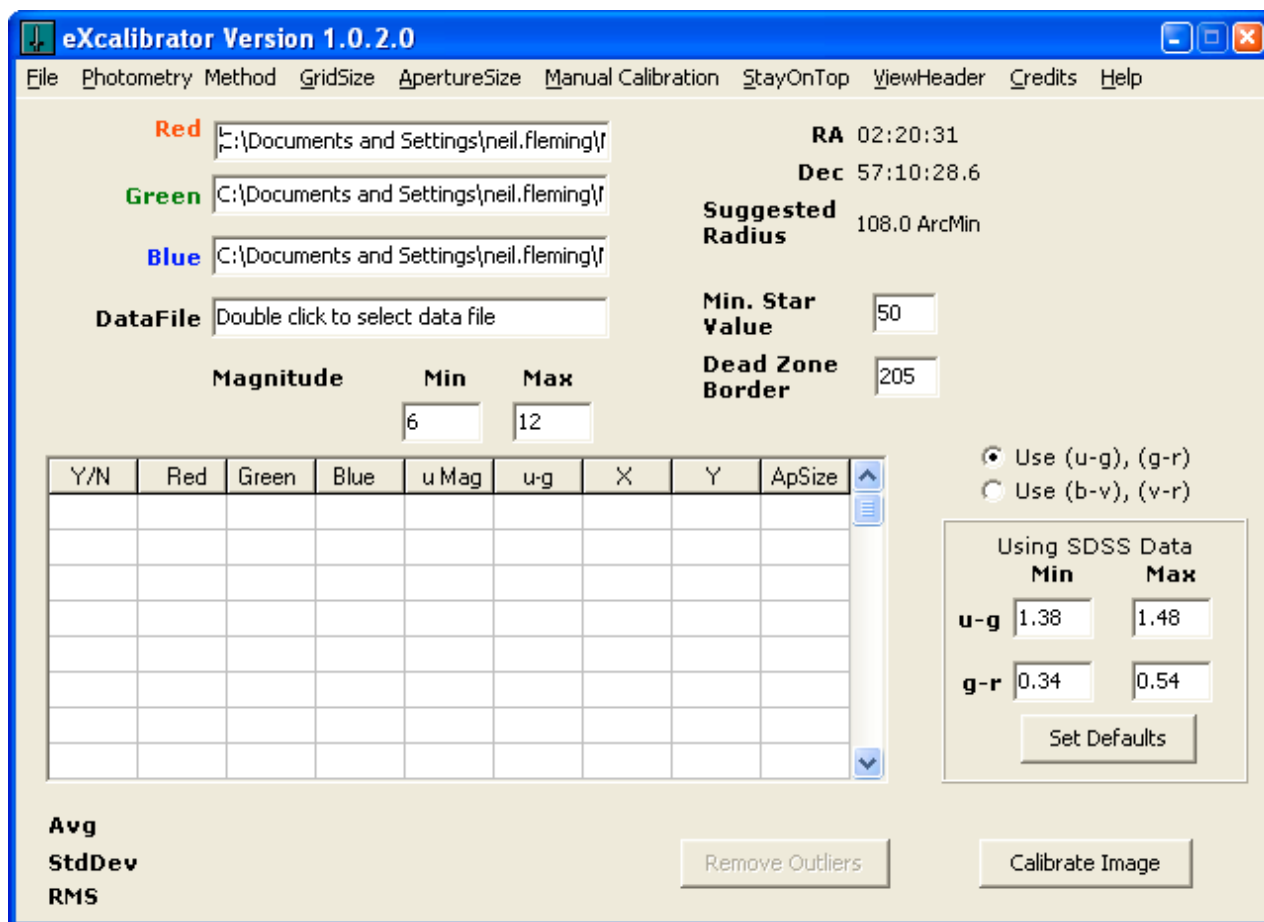 eXcalibrator Version 1.0.2.0
File Photometry Method GridSize ApertureSize Manual Calibration StayOnTop ViewHeader Credits Help
Red C:\Documents and Settings\neil.fleming\
RA 02:20:31
Dec 57:10:28.6
Green C:\Documents and Settings\neil.fleming\
Suggested Radius 108.0 ArcMin
Blue C:\Documents and Settings\neil.fleming\
DataFile Double click to select data file
Min. Star Value 50
Dead Zone Border 205
Magnitude Min Max
6 12
Y/N Red Green Blue u Mag u-g X Y ApSize
Use (u-g), (g-r)
Use (b-v), (v-r)
Using SDSS Data
Min Max
u-g 1.38 1.48
g-r 0.34 0.54
Set Defaults
Avg
StdDev
RMS
Remove Outliers
Calibrate Image